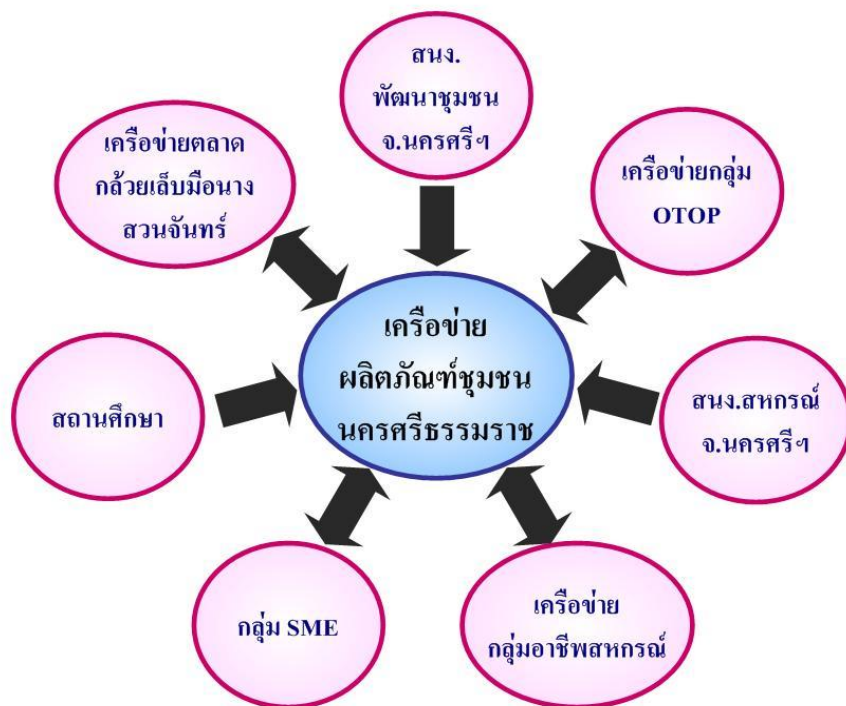 สนง.
พัฒนาชุมชน
จ.นครศรีฯ
เครือข่ายตลาด
กล้วยเล็บมือนาง
สวนจันทร์
เครือข่ายกลุ่ม
OTOP
เครือข่าย
ผลิตภัณฑ์ชุมชน
นครศรีธรรมราช
สถานศึกษา
สนง.สหกรณ์
จ.นครศรีฯ
กลุ่ม SME
เครือข่าย
กลุ่มอาชีพสหกรณ์